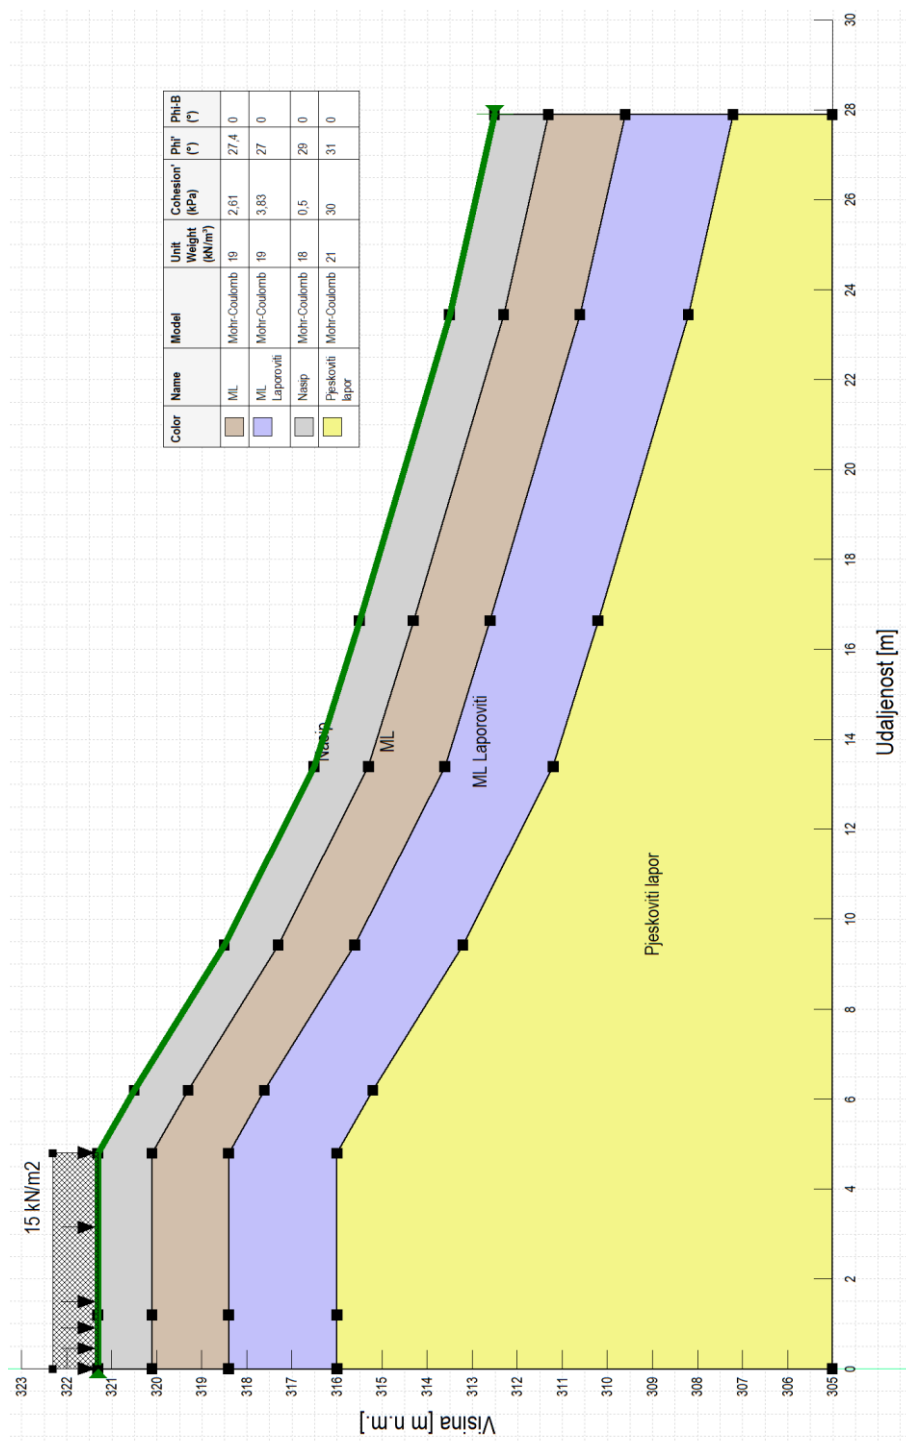 15 kN/m2
Color Name Model Unit Weight (kN/m³) Cohesion' (kPa) Phi' (°) Phi-B (°)
ML Mohr-Coulomb 19 2,61 27,4 0
ML Laporoviti Mohr-Coulomb 19 3,83 27 0
Nasip Mohr-Coulomb 18 0,5 29 0
Pjeskoviti lapor Mohr-Coulomb 21 30 31 0
Nasip
ML
ML Laporoviti
Pjeskoviti lapor
Visina [m n.m.]
323
322
321
320
319
318
317
316
315
314
313
312
311
310
309
308
307
306
305
0 2 4 6 8 10 12 14 16 18 20 22 24 26 28 30
Udaljenost [m]